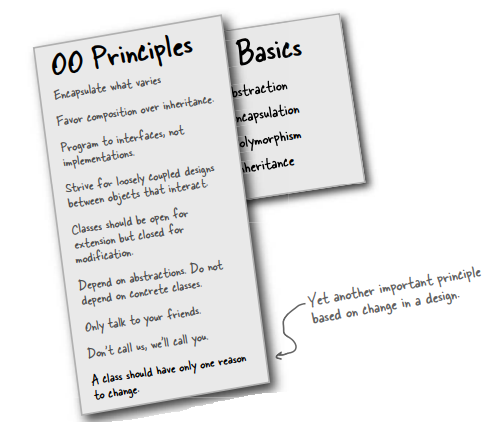 OO Principles
Encapsulate what varies
Favor composition over inheritance.
Program to interfaces, not
implementations.
Strive for loosely coupled designs
between objects that interact
Classes should be open for
extension but closed for
modification.
Depend on abstractions. Do not
depend on concrete classes.
Only talk to your friends.
Don't call us, we'll call you.
A class should have only one reason
to change.
Basics
bstraction
ncapsulation
olymorphism
heritance
Yet another important principle
based on change in a design.